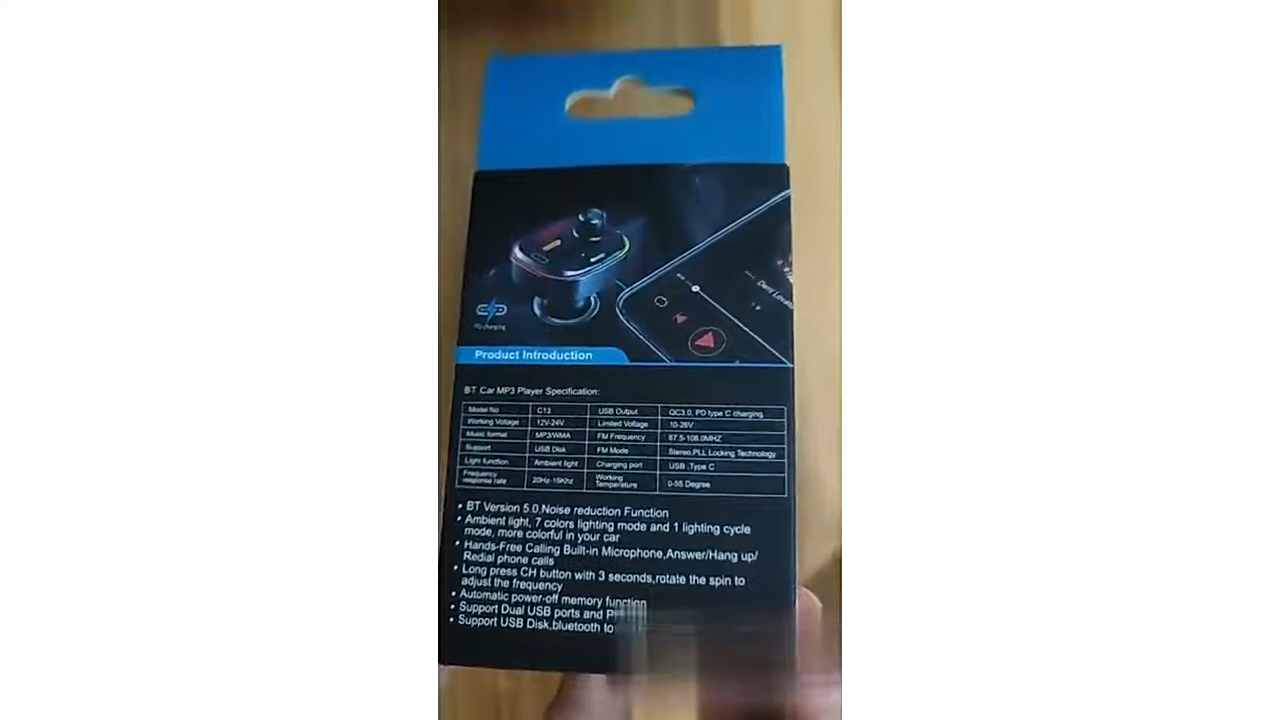 Product Introduction
BT Car MP3 Player Specification:
Model No C13 USB Output QC3.0, PD type C charging
Working Voltage 12V-24V Limited Voltage 10-26V
Music format MP3/WMA FM Frequency 87.5-108.0MHZ
Support USB Disk FM Mode Stereo,PLL Locking Technology
Light function Ambient light Charging port USB ,Type C
Frequency response rate 20Hz-15Khz Working Temperature 0-55 Degree
• BT Version 5.0,Noise reduction Function
• Ambient light, 7 colors lighting mode and 1 lighting cycle
mode, more colorful in your car
• Hands-Free Calling Built-in Microphone,Answer/Hang up/
Redial phone calls
• Long press CH button with 3 seconds,rotate the spin to
adjust the frequency
• Automatic power-off memory function
• Support Dual USB ports and
• Support USB Disk,bluetooth to